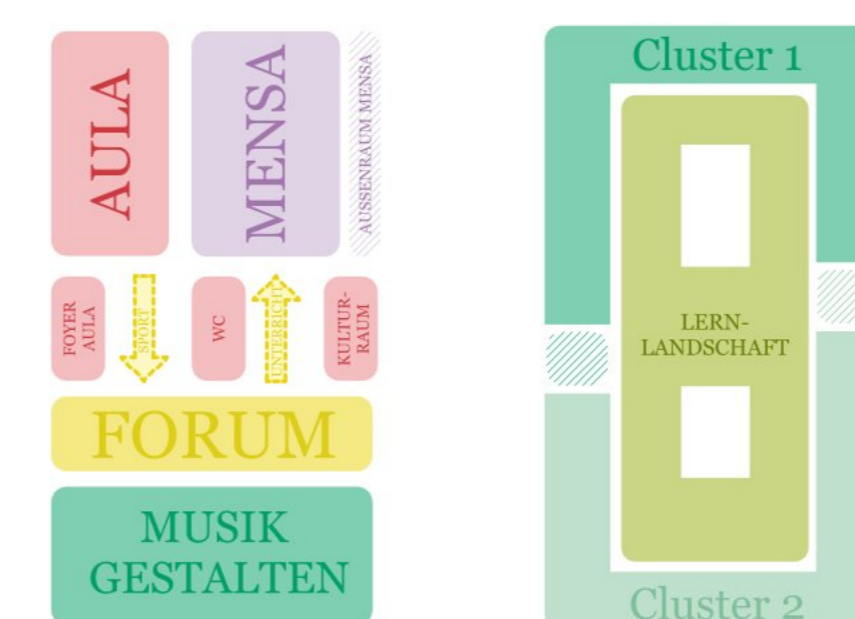 AULA
MENSA
AUSSENRAUM MENSA
FOYER
AULA
SPORT
WC
UNTERRICHT
KULTUR-
RAUM
FORUM
MUSIK
GESTALTEN
Cluster 1
LERN-
LANDSCHAFT
Cluster 2